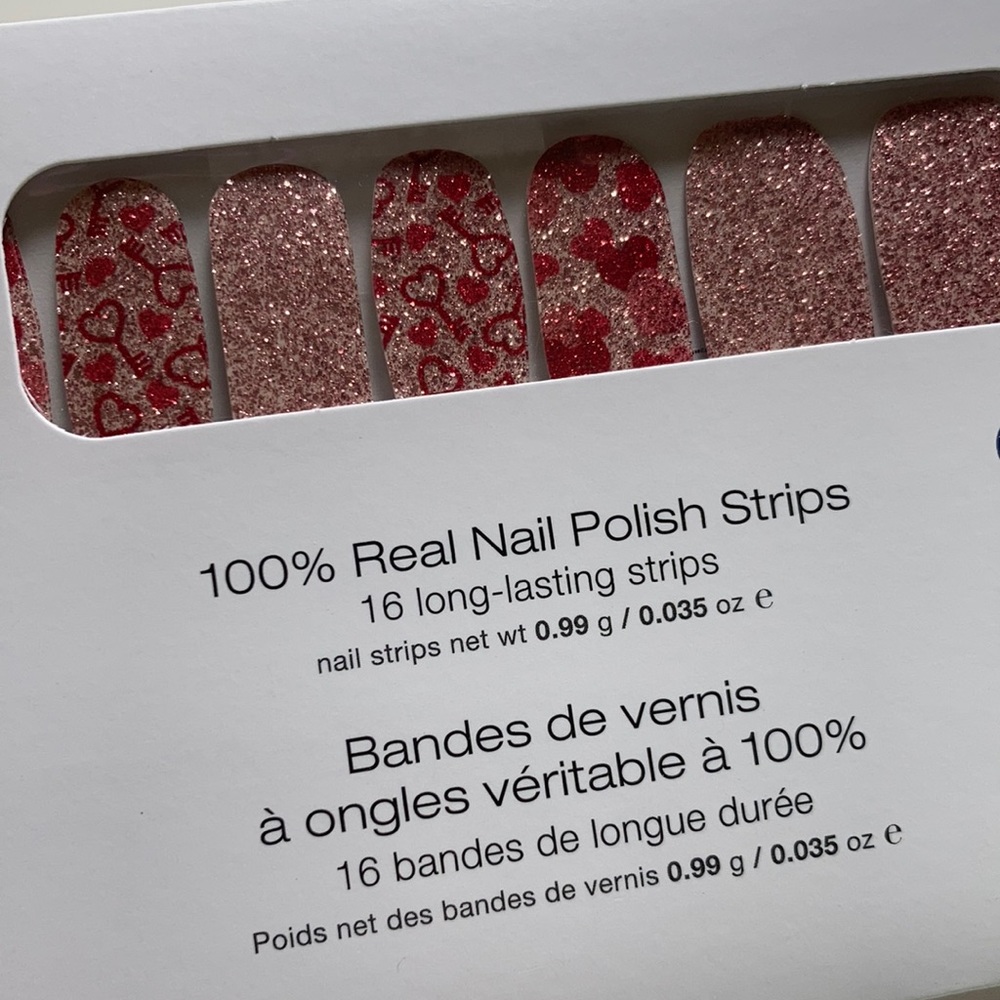 100% Real Nail Polish Strips
16 long-lasting strips
nail strips net wt 0.99 g / 0.035 oz ℮
Bandes de vernis
à ongles véritable à 100%
16 bandes de longue durée
Poids net des bandes de vernis 0.99 g / 0.035 oz ℮